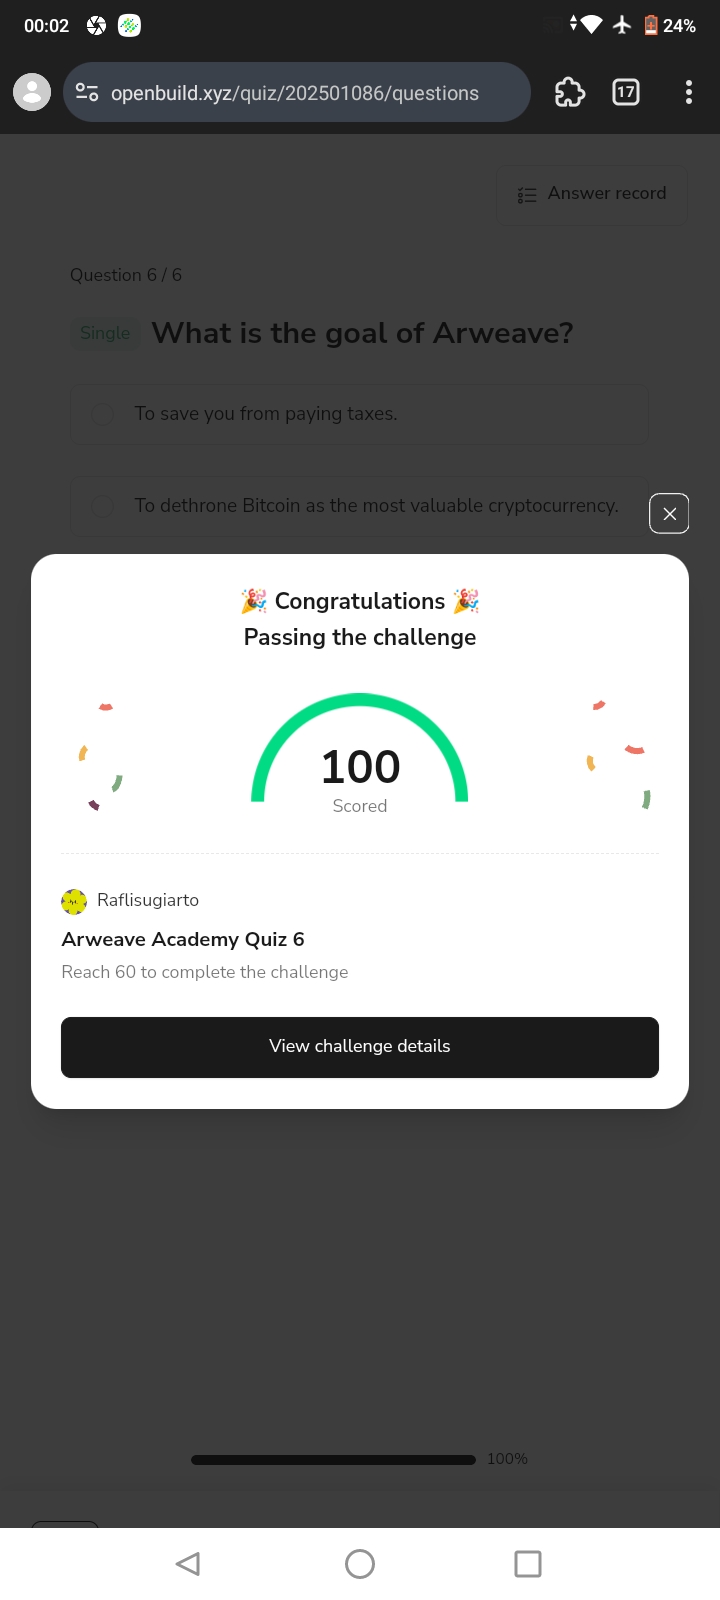 00:02
24%
openbuild.xyz/quiz/202501086/questions
17
Answer record
Question 6 / 6
Single What is the goal of Arweave?
To save you from paying taxes.
To dethrone Bitcoin as the most valuable cryptocurrency.
🎉 Congratulations 🎉
Passing the challenge
100
Scored
Raflisugiarto
Arweave Academy Quiz 6
Reach 60 to complete the challenge
View challenge details
100%